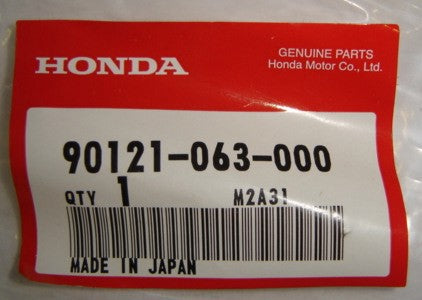 HONDA
GENUINE PARTS
Honda Motor Co., Ltd.
90121-063-000
QTY 1 M2A31
MADE IN JAPAN